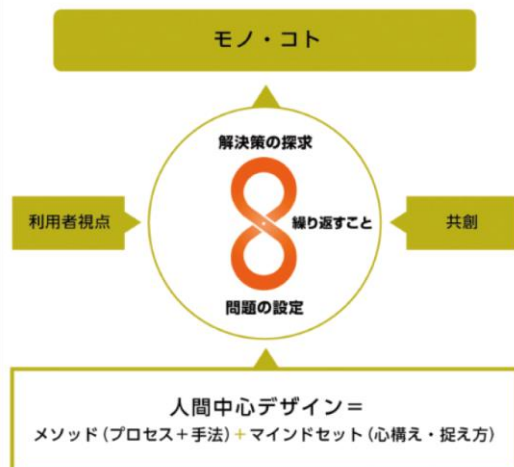 モノ・コト
解決策の探求
利用者視点
繰り返すこと
共創
問題の設定
人間中心デザイン＝
メソッド（プロセス＋手法）＋マインドセット（心構え・捉え方）